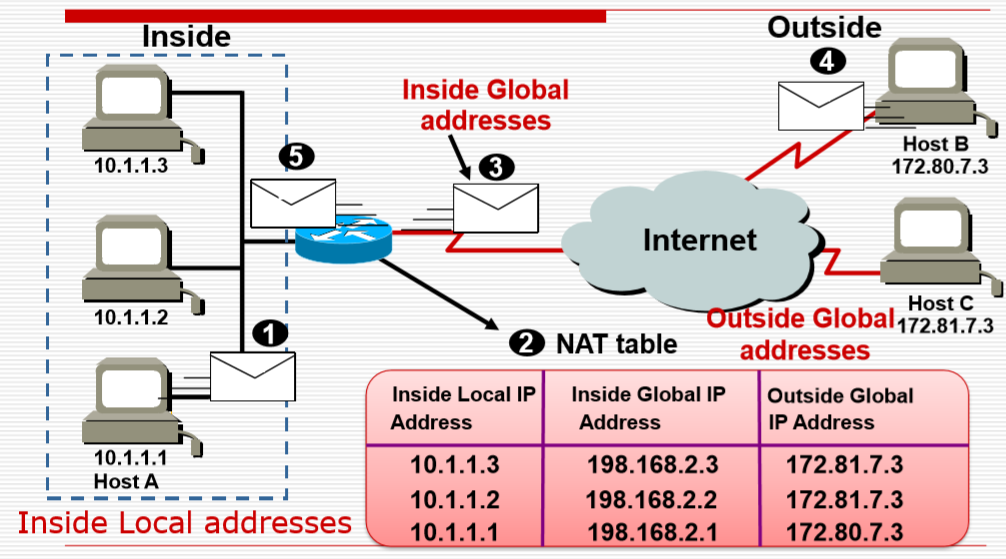 Inside
Outside
10.1.1.3
10.1.1.2
10.1.1.1
Host A
Inside Local addresses
1
5
Inside Global
addresses
3
4
Host B
172.80.7.3
Internet
Host C
172.81.7.3
Outside Global
addresses
2 NAT table
Inside Local IP Address | Inside Global IP Address | Outside Global IP Address
10.1.1.3 | 198.168.2.3 | 172.81.7.3
10.1.1.2 | 198.168.2.2 | 172.81.7.3
10.1.1.1 | 198.168.2.1 | 172.80.7.3